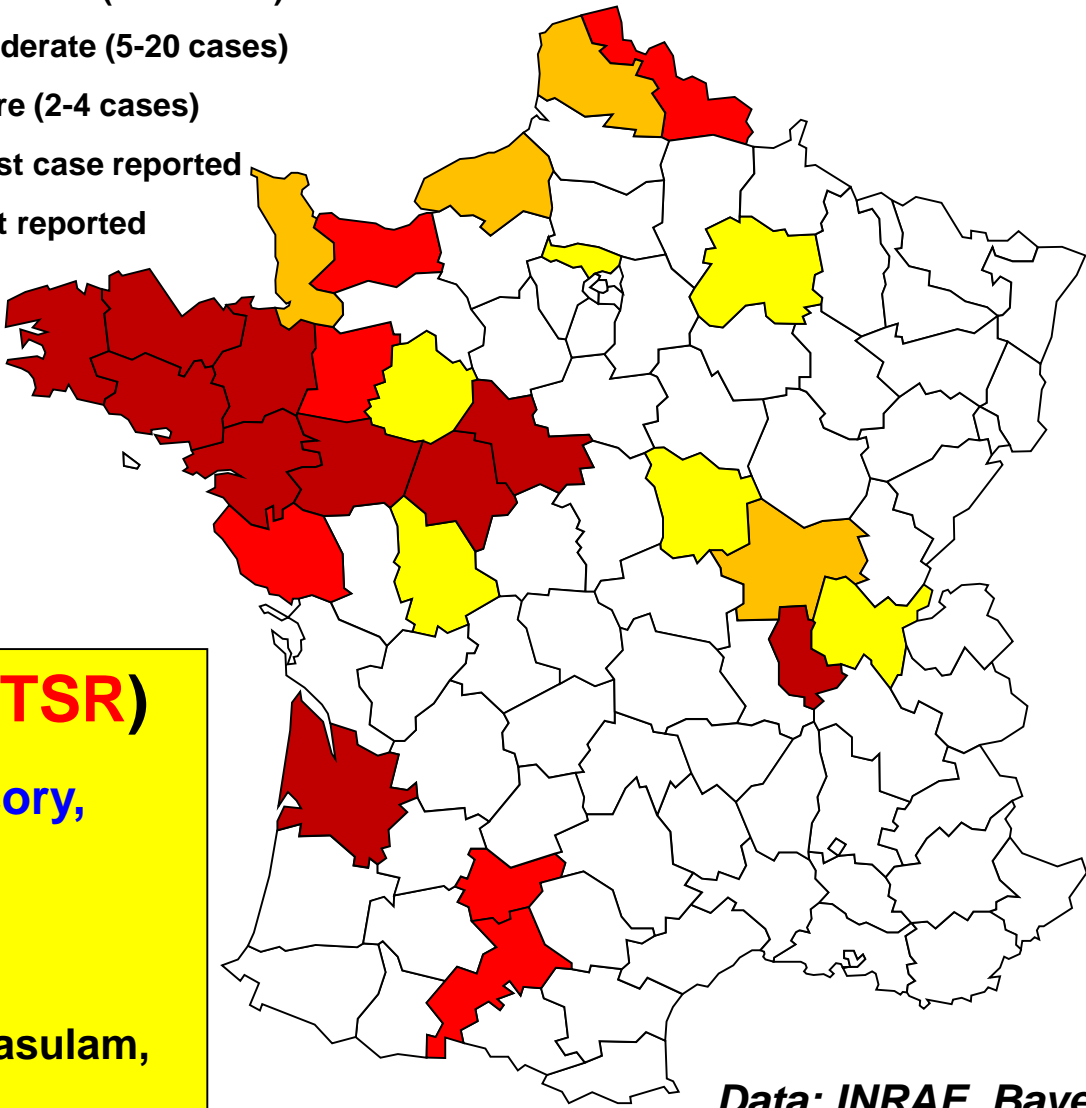 derate (5-20 cases)
re (2-4 cases)
st case reported
t reported
TSR)
ory,
asulam,
Data: INRAE, Baye